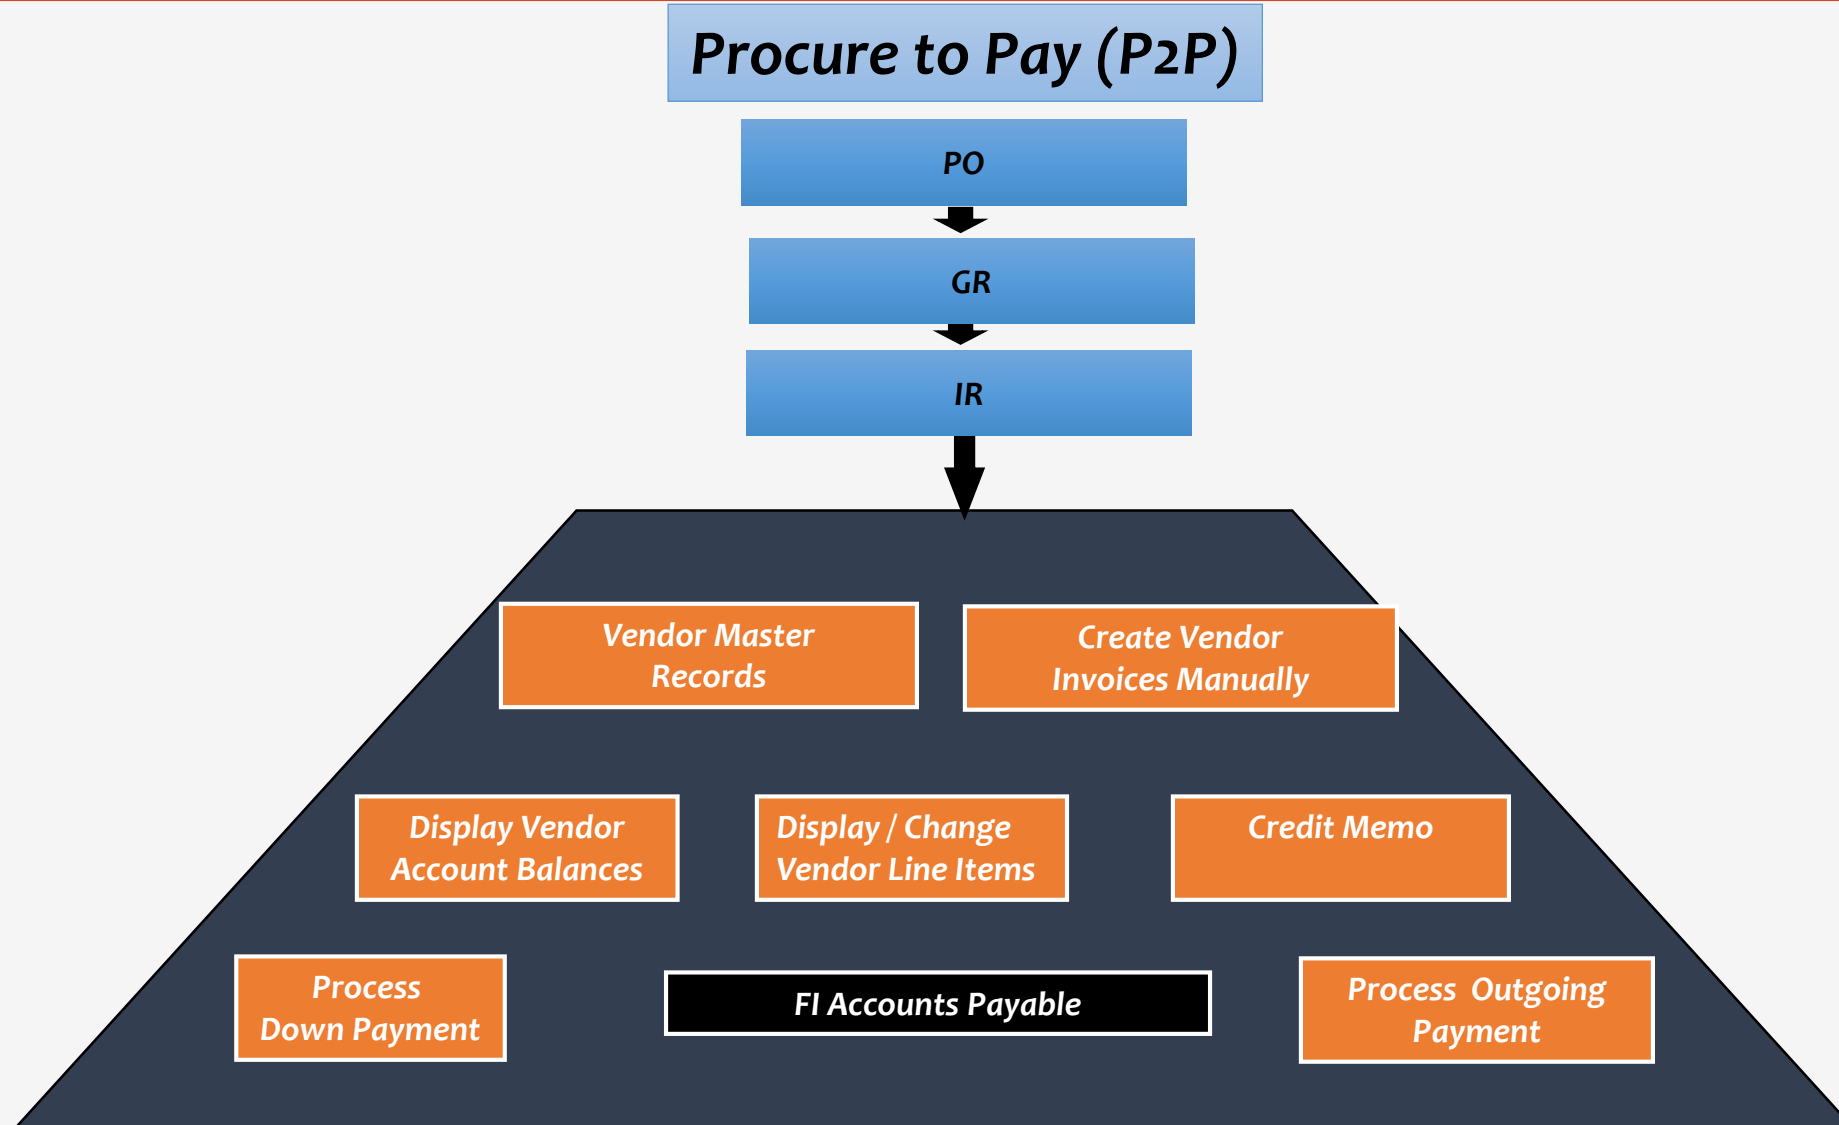 Procure to Pay (P2P)
PO
GR
IR
Vendor Master
Records
Create Vendor
Invoices Manually
Display Vendor
Account Balances
Display / Change
Vendor Line Items
Credit Memo
Process
Down Payment
FI Accounts Payable
Process  Outgoing
Payment